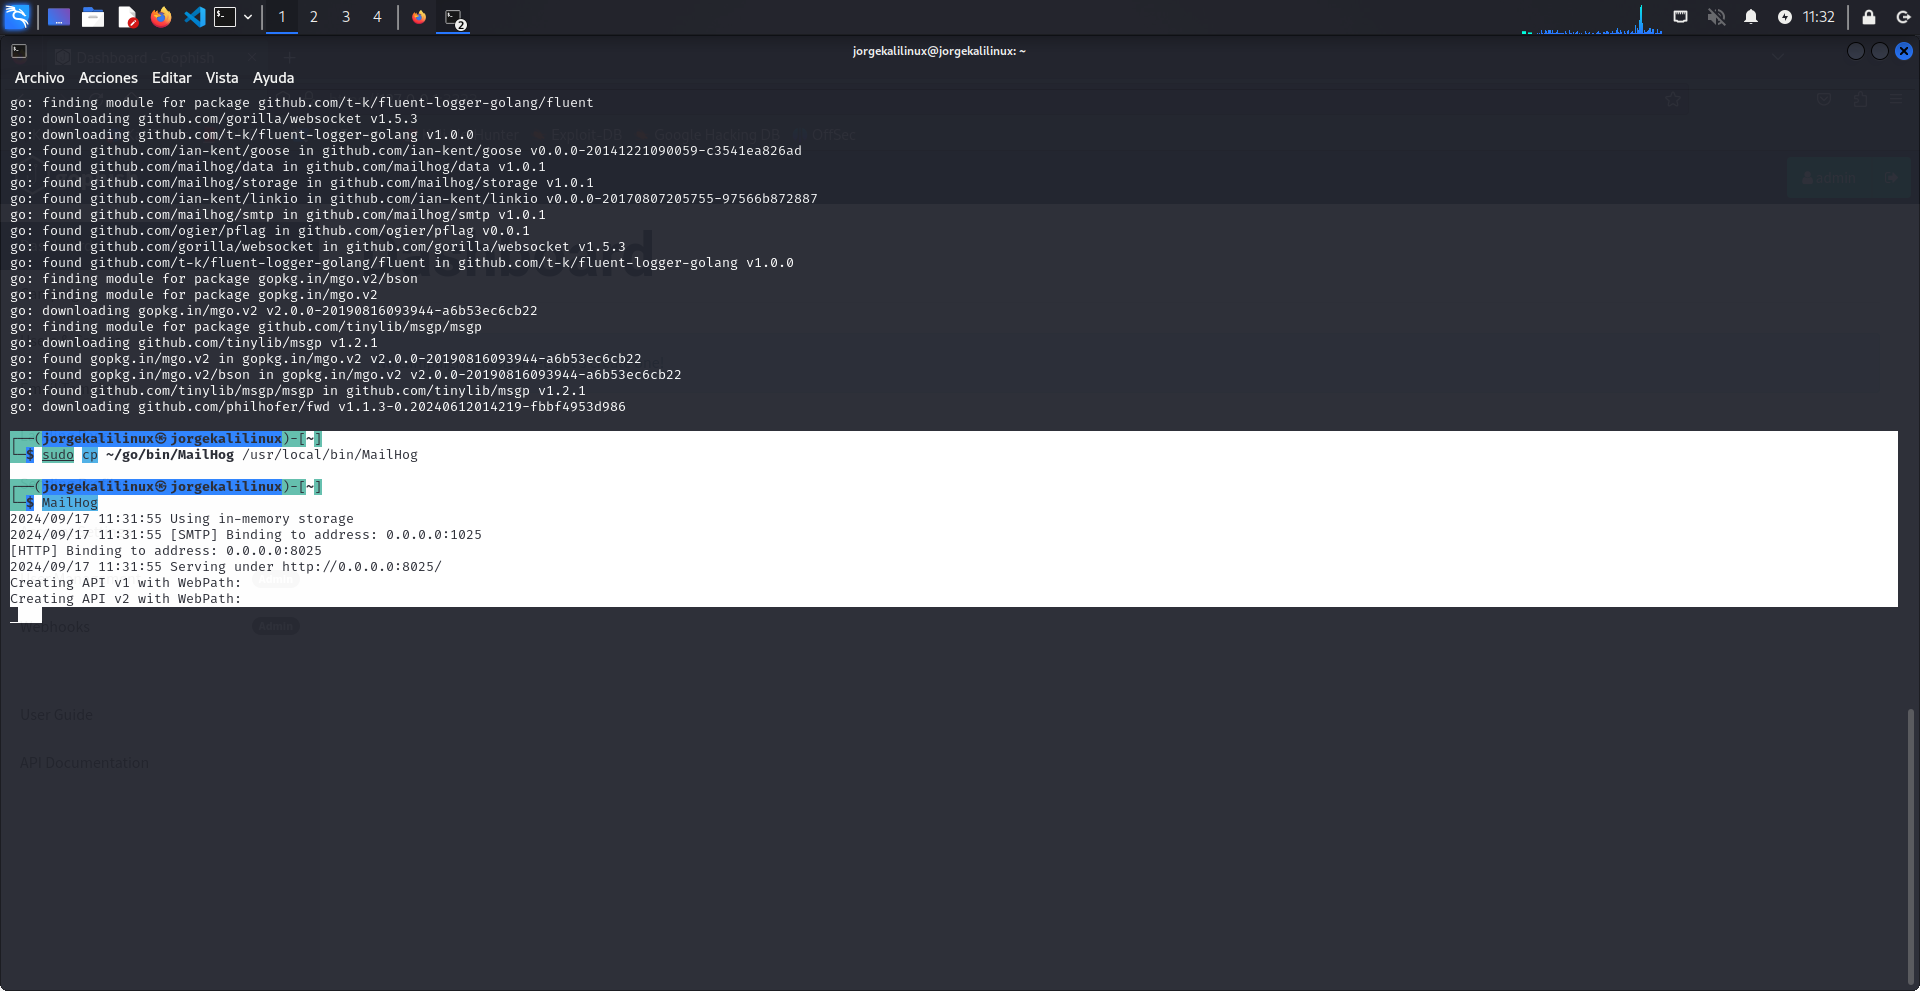 1 2 3 4 2 11:32
jorgekalilinux@jorgekalilinux: ~
Dashboard - Gophish
Archivo Acciones Editar Vista Ayuda
go: finding module for package github.com/t-k/fluent-logger-golang/fluent
go: downloading github.com/gorilla/websocket v1.5.3
go: downloading github.com/t-k/fluent-logger-golang v1.0.0
Exploit-DB Google Hacking DB OffSec
go: found github.com/ian-kent/goose in github.com/ian-kent/goose v0.0.0-20141221090059-c3541ea826ad
go: found github.com/mailhog/data in github.com/mailhog/data v1.0.1
go: found github.com/mailhog/storage in github.com/mailhog/storage v1.0.1
go: found github.com/ian-kent/linkio in github.com/ian-kent/linkio v0.0.0-20170807205755-97566b872887
go: found github.com/mailhog/smtp in github.com/mailhog/smtp v1.0.1
go: found github.com/ogier/pflag in github.com/ogier/pflag v0.0.1
go: found github.com/gorilla/websocket in github.com/gorilla/websocket v1.5.3
go: found github.com/t-k/fluent-logger-golang/fluent in github.com/t-k/fluent-logger-golang v1.0.0
go: finding module for package gopkg.in/mgo.v2/bson
go: finding module for package gopkg.in/mgo.v2
go: downloading gopkg.in/mgo.v2 v2.0.0-20190816093944-a6b53ec6cb22
go: finding module for package github.com/tinylib/msgp/msgp
go: downloading github.com/tinylib/msgp v1.2.1
go: found gopkg.in/mgo.v2 in gopkg.in/mgo.v2 v2.0.0-20190816093944-a6b53ec6cb22
go: found gopkg.in/mgo.v2/bson in gopkg.in/mgo.v2 v2.0.0-20190816093944-a6b53ec6cb22
go: found github.com/tinylib/msgp/msgp in github.com/tinylib/msgp v1.2.1
go: downloading github.com/philhofer/fwd v1.1.3-0.20240612014219-fbbf4953d986
┌──(jorgekalilinux㉿jorgekalilinux)-[~]
└─$ sudo cp ~/go/bin/MailHog /usr/local/bin/MailHog
┌──(jorgekalilinux㉿jorgekalilinux)-[~]
└─$ MailHog
2024/09/17 11:31:55 Using in-memory storage
2024/09/17 11:31:55 [SMTP] Binding to address: 0.0.0.0:1025
[HTTP] Binding to address: 0.0.0.0:8025
2024/09/17 11:31:55 Serving under http://0.0.0.0:8025/
Creating API v1 with WebPath:
Creating API v2 with WebPath:
Webhooks Admin
User Guide
API Documentation